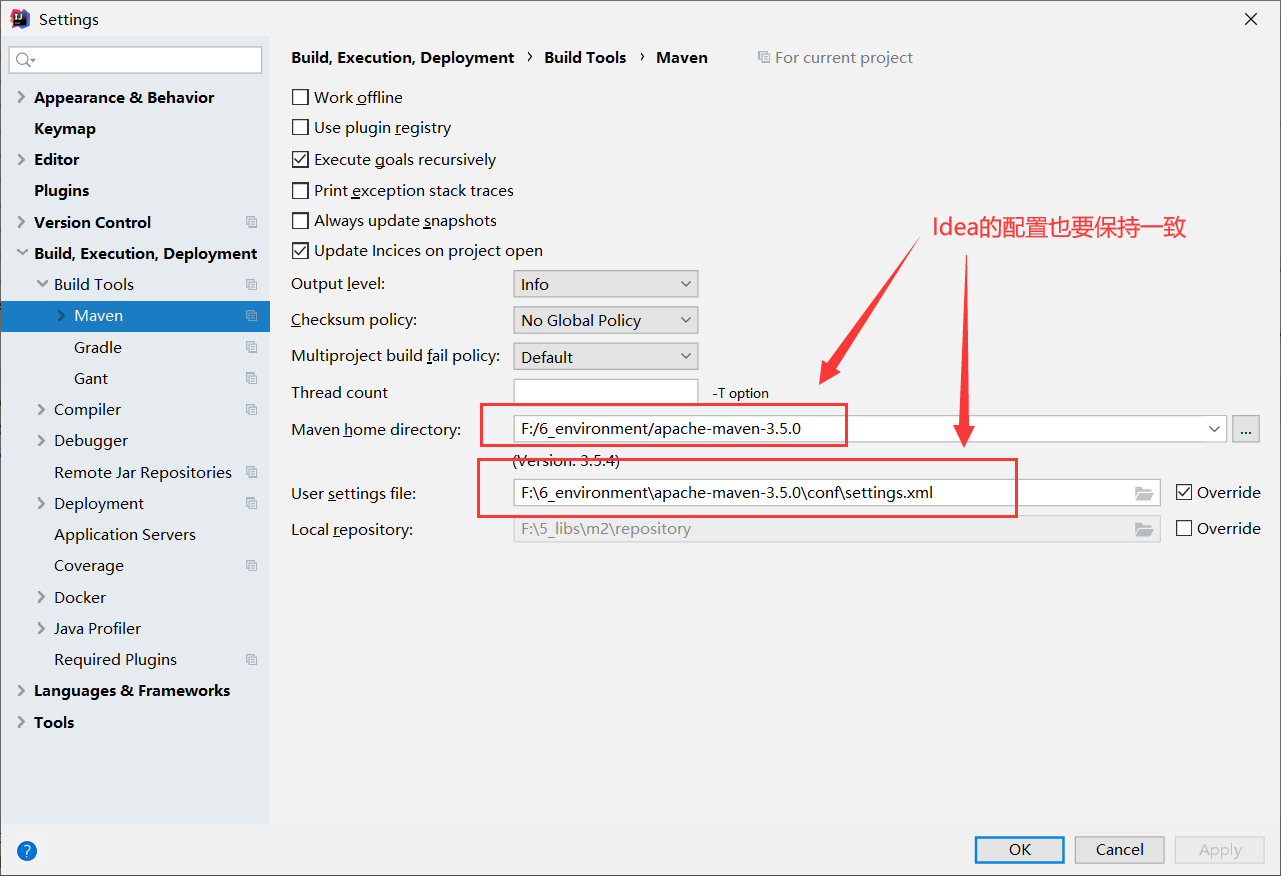 Settings
Build, Execution, Deployment › Build Tools › Maven For current project
Appearance & Behavior
Keymap
Editor
Plugins
Version Control
Build, Execution, Deployment
Build Tools
Maven
Gradle
Gant
Compiler
Debugger
Remote Jar Repositories
Deployment
Application Servers
Coverage
Docker
Java Profiler
Required Plugins
Languages & Frameworks
Tools
Work offline
Use plugin registry
Execute goals recursively
Print exception stack traces
Always update snapshots
Update Incices on project open
Idea的配置也要保持一致
Output level: Info
Checksum policy: No Global Policy
Multiproject build fail policy: Default
Thread count -T option
Maven home directory: F:/6_environment/apache-maven-3.5.0 ...
(Version: 3.5.4)
User settings file: F:\6_environment\apache-maven-3.5.0\conf\settings.xml Override
Local repository: F:\5_libs\m2\repository Override
? OK Cancel Apply